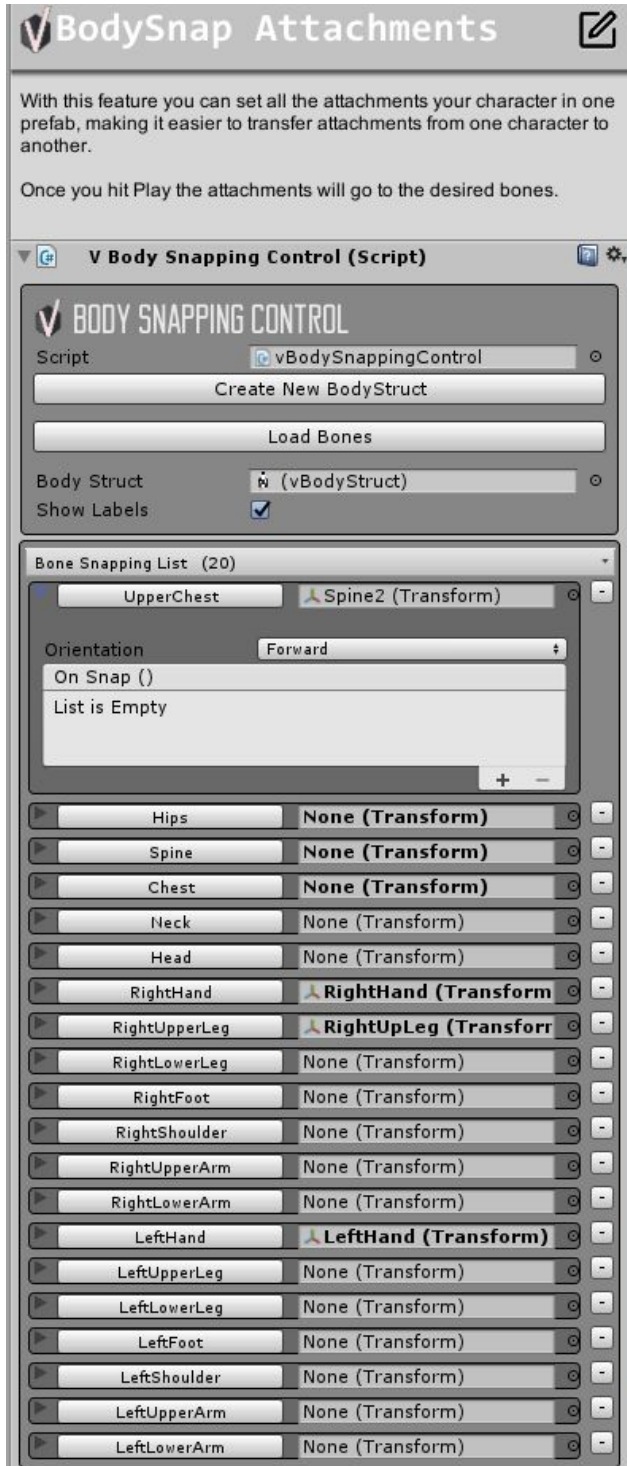 BodySnap Attachments
With this feature you can set all the attachments your character in one
prefab, making it easier to transfer attachments from one character to
another.
Once you hit Play the attachments will go to the desired bones.
V Body Snapping Control (Script)
BODY SNAPPING CONTROL
Script vBodySnappingControl
Create New BodyStruct
Load Bones
Body Struct (vBodyStruct)
Show Labels
Bone Snapping List (20)
UpperChest Spine2 (Transform) -
Orientation Forward
On Snap ()
List is Empty
+ −
Hips None (Transform) -
Spine None (Transform) -
Chest None (Transform) -
Neck None (Transform) -
Head None (Transform) -
RightHand RightHand (Transform -
RightUpperLeg RightUpLeg (Transforr -
RightLowerLeg None (Transform) -
RightFoot None (Transform) -
RightShoulder None (Transform) -
RightUpperArm None (Transform) -
RightLowerArm None (Transform) -
LeftHand LeftHand (Transform) -
LeftUpperLeg None (Transform) -
LeftLowerLeg None (Transform) -
LeftFoot None (Transform) -
LeftShoulder None (Transform) -
LeftUpperArm None (Transform) -
LeftLowerArm None (Transform) -